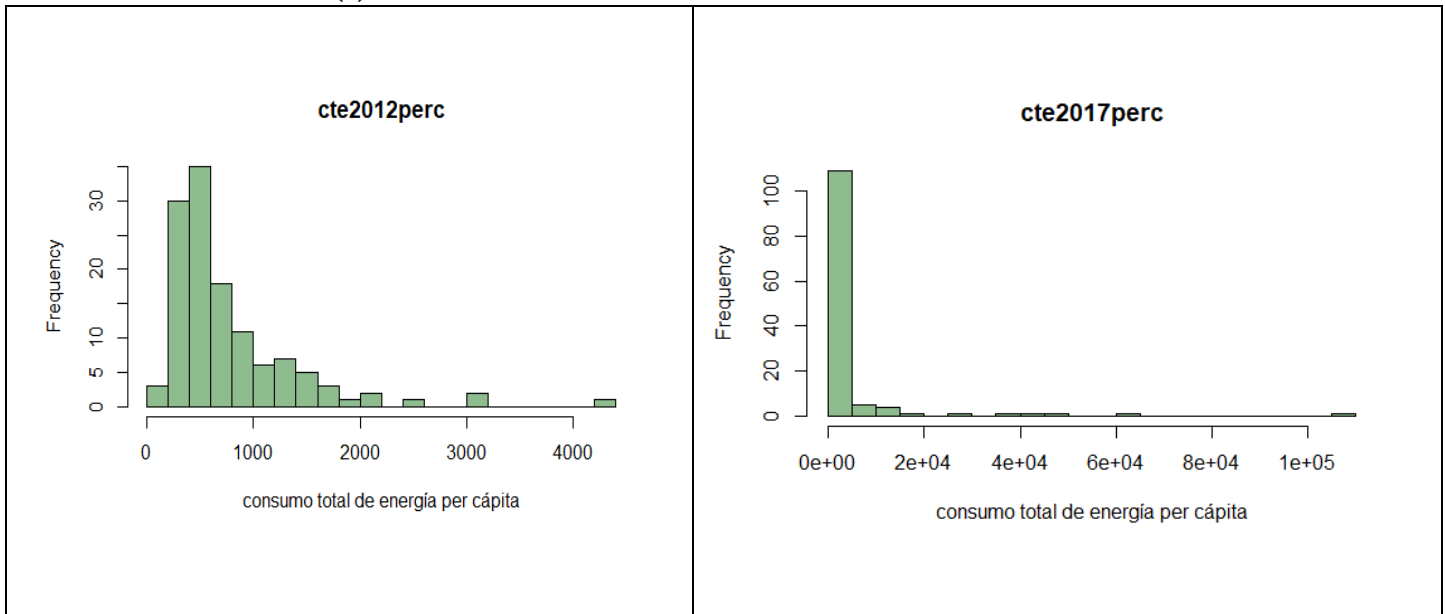 (a)
cte2012perc
Frequency
0 5 10 20 30
0 1000 2000 3000 4000
consumo total de energía per cápita
cte2017perc
Frequency
0 20 40 60 80 100
0e+00 2e+04 4e+04 6e+04 8e+04 1e+05
consumo total de energía per cápita